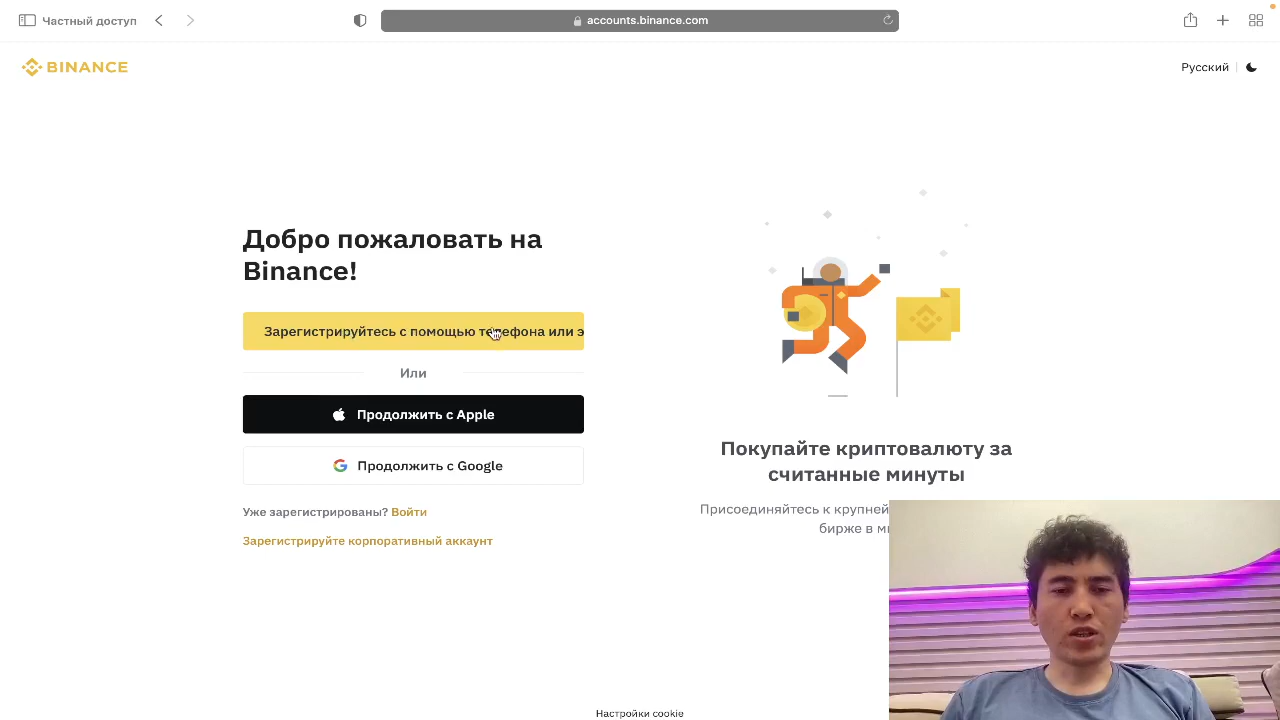 Частный доступ
accounts.binance.com
BINANCE
Русский
Добро пожаловать на
Binance!
Зарегистрируйтесь с помощью телефона или э
Или
Продолжить с Apple
Продолжить с Google
Уже зарегистрированы? Войти
Зарегистрируйте корпоративный аккаунт
Покупайте криптовалюту за
считанные минуты
Присоединяйтесь к крупней
бирже в м
Настройки cookie